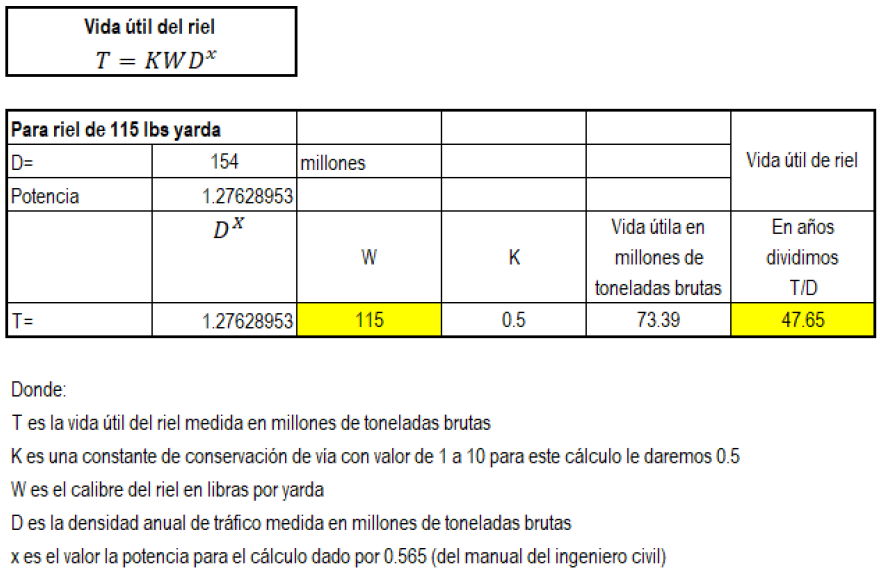 Vida útil del riel
T = KWD^x
Para riel de 115 lbs yarda
D= 154 millones
Vida útil de riel
Potencia 1.27628953
D^X W K Vida útila en millones de toneladas brutas En años dividimos T/D
T= 1.27628953 115 0.5 73.39 47.65
Donde:
T es la vida útil del riel medida en millones de toneladas brutas
K es una constante de conservación de vía con valor de 1 a 10 para este cálculo le daremos 0.5
W es el calibre del riel en libras por yarda
D es la densidad anual de tráfico medida en millones de toneladas brutas
x es el valor la potencia para el cálculo dado por 0.565 (del manual del ingeniero civil)